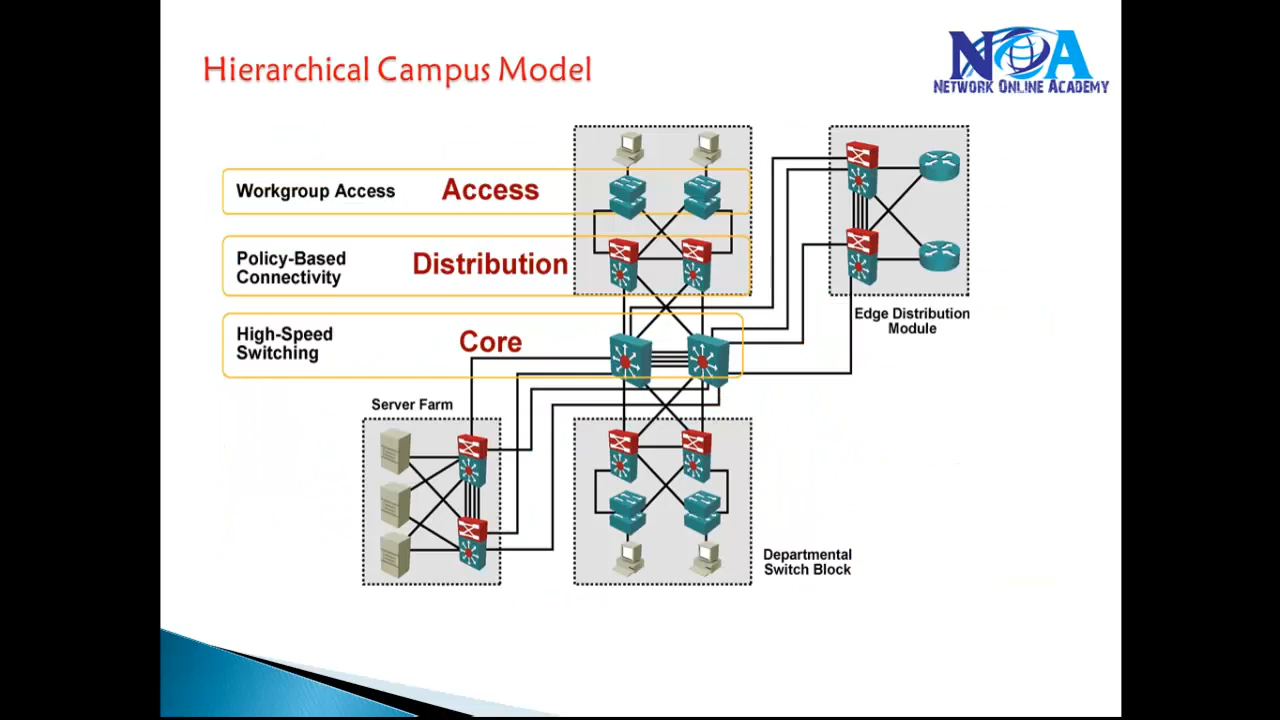 Hierarchical Campus Model
NOA
NETWORK ONLINE ACADEMY
Workgroup Access
Access
Policy-Based
Connectivity
Distribution
High-Speed
Switching
Core
Edge Distribution
Module
Server Farm
Departmental
Switch Block